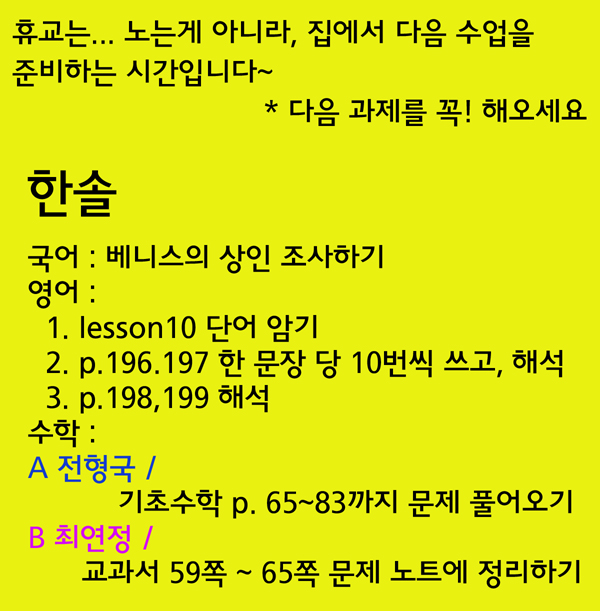 휴교는... 노는게 아니라, 집에서 다음 수업을
준비하는 시간입니다~
* 다음 과제를 꼭! 해오세요
한솔
국어 : 베니스의 상인 조사하기
영어 :
1. lesson10 단어 암기
2. p.196.197 한 문장 당 10번씩 쓰고, 해석
3. p.198,199 해석
수학 :
A 전형국 /
기초수학 p. 65~83까지 문제 풀어오기
B 최연정 /
교과서 59쪽 ~ 65쪽 문제 노트에 정리하기